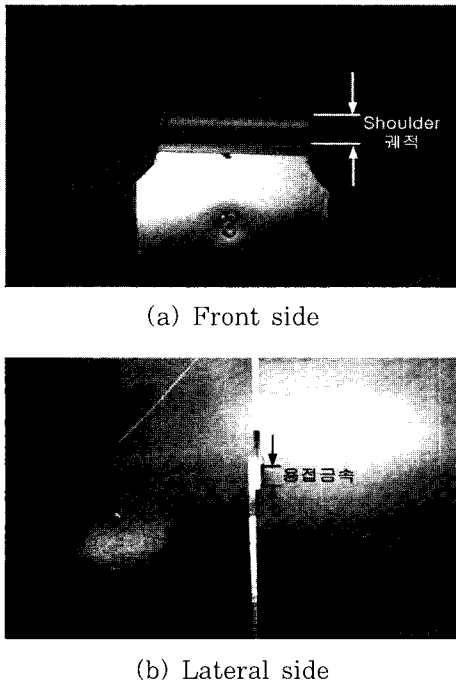 Shoulder
궤적
(a) Front side
용접금속
(b) Lateral side